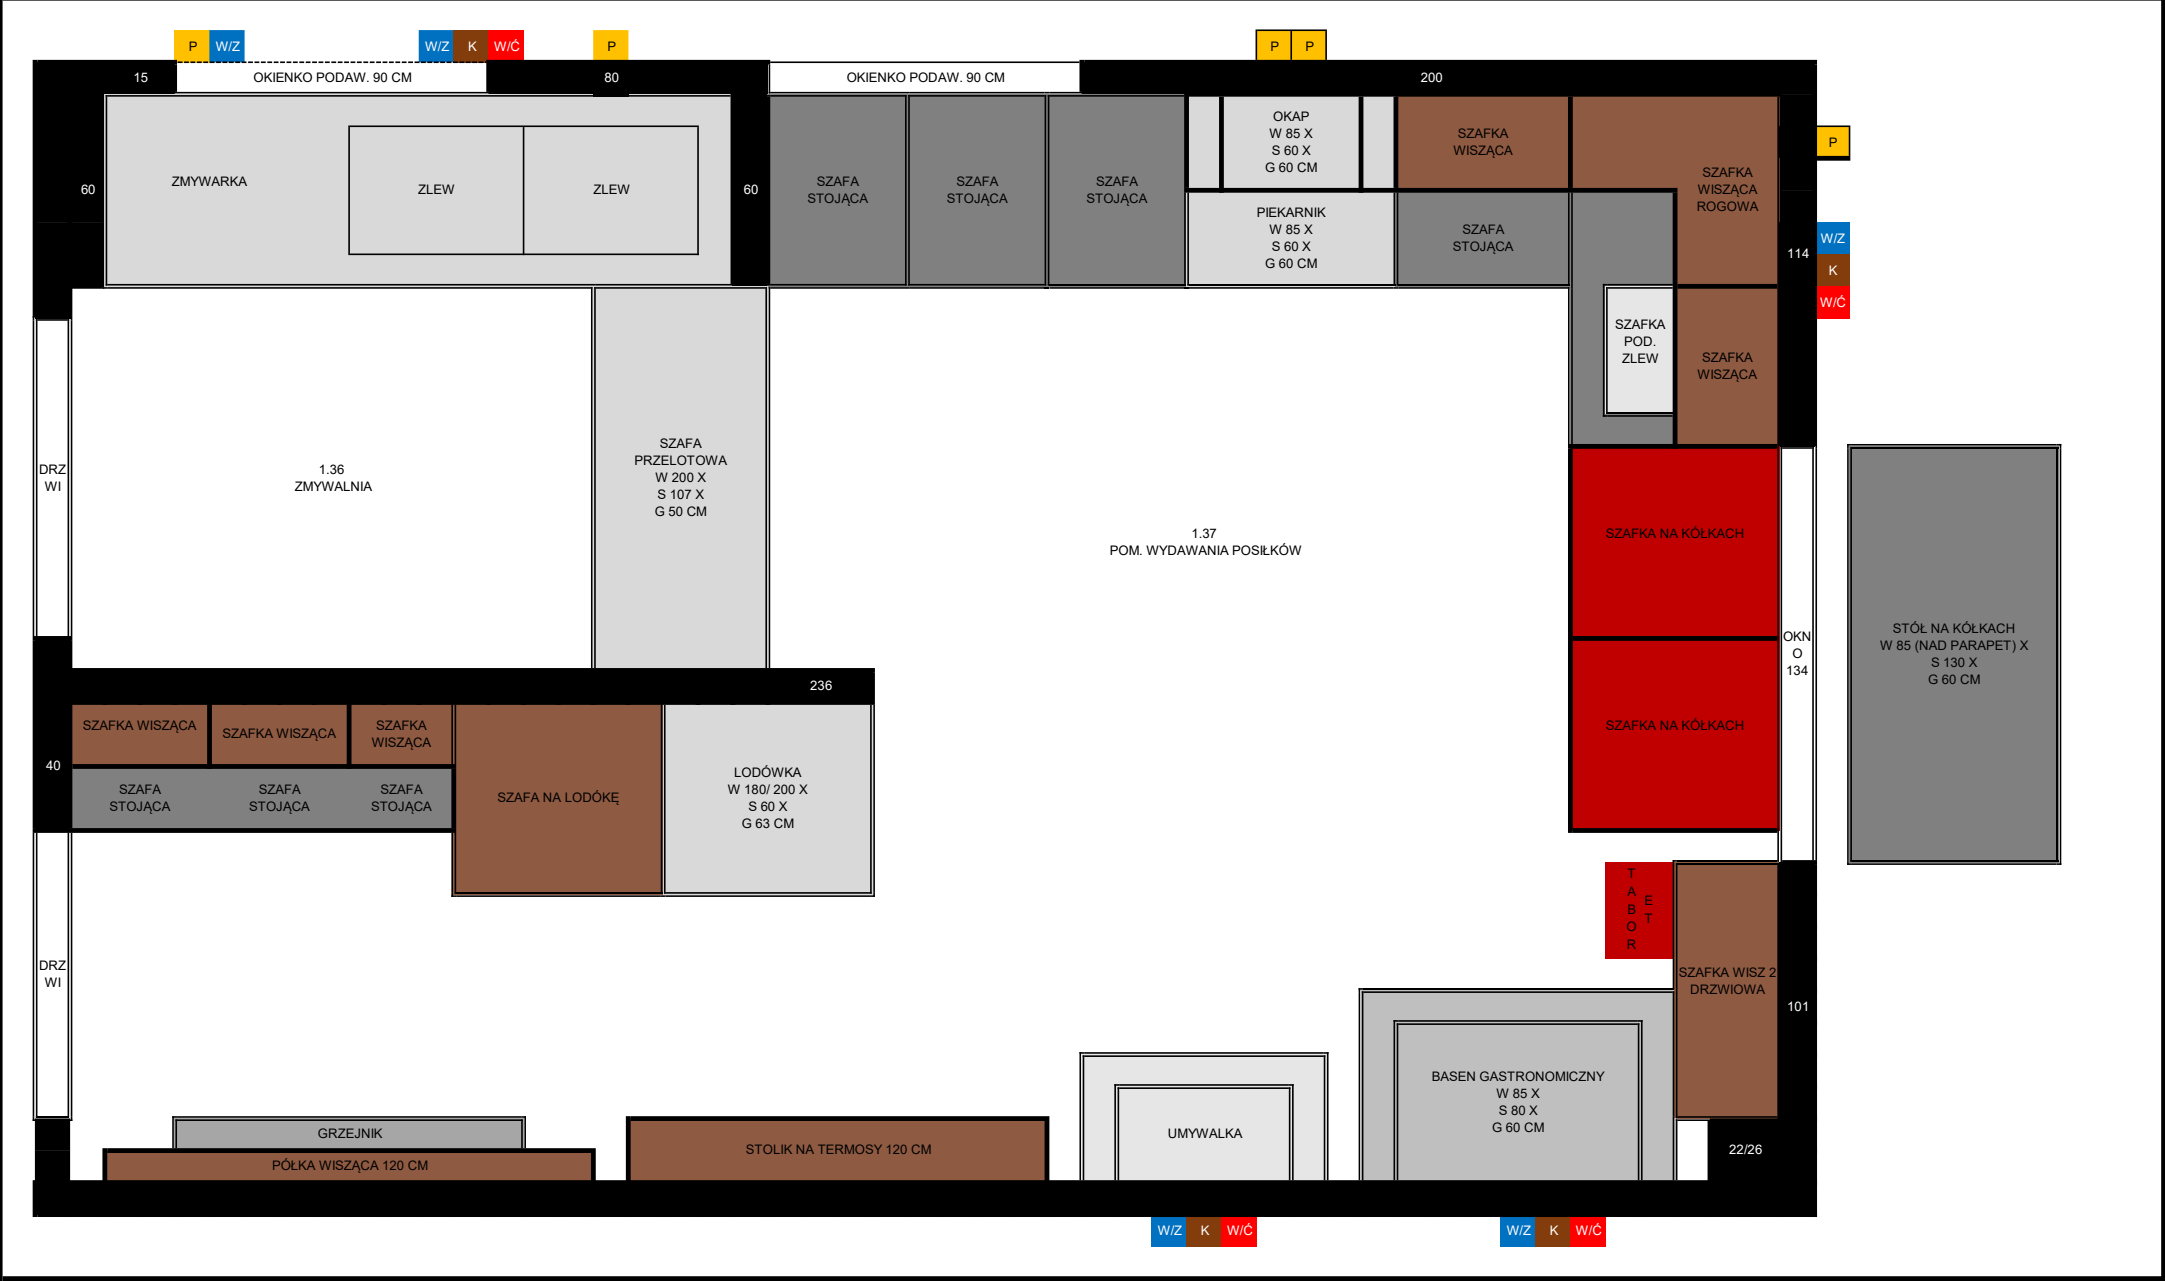 P W/Z
W/Z K W/Ć
P
P P
15
OKIENKO PODAW. 90 CM
80
OKIENKO PODAW. 90 CM
200
60
ZMYWARKA
ZLEW
ZLEW
60
SZAFA
STOJĄCA
SZAFA
STOJĄCA
SZAFA
STOJĄCA
OKAP
W 85 X
S 60 X
G 60 CM
SZAFKA
WISZĄCA
SZAFKA
WISZĄCA
ROGOWA
P
PIEKARNIK
W 85 X
S 60 X
G 60 CM
SZAFA
STOJĄCA
114
W/Z
K
W/Ć
SZAFKA
POD.
ZLEW
SZAFKA
WISZĄCA
DRZ
WI
1.36
ZMYWALNIA
SZAFA
PRZELOTOWA
W 200 X
S 107 X
G 50 CM
1.37
POM. WYDAWANIA POSIŁKÓW
SZAFKA NA KÓŁKACH
OKN
O
134
STÓŁ NA KÓŁKACH
W 85 (NAD PARAPET) X
S 130 X
G 60 CM
236
SZAFKA WISZĄCA
SZAFKA WISZĄCA
SZAFKA
WISZĄCA
SZAFKA NA KÓŁKACH
40
SZAFA
STOJĄCA
SZAFA
STOJĄCA
SZAFA
STOJĄCA
SZAFA NA LODÓKĘ
LODÓWKA
W 180/ 200 X
S 60 X
G 63 CM
TABOR
ET
DRZ
WI
SZAFKA WISZ 2
DRZWIOWA
101
BASEN GASTRONOMICZNY
W 85 X
S 80 X
G 60 CM
GRZEJNIK
UMYWALKA
STOLIK NA TERMOSY 120 CM
22/26
PÓŁKA WISZĄCA 120 CM
W/Z K W/Ć
W/Z K W/Ć